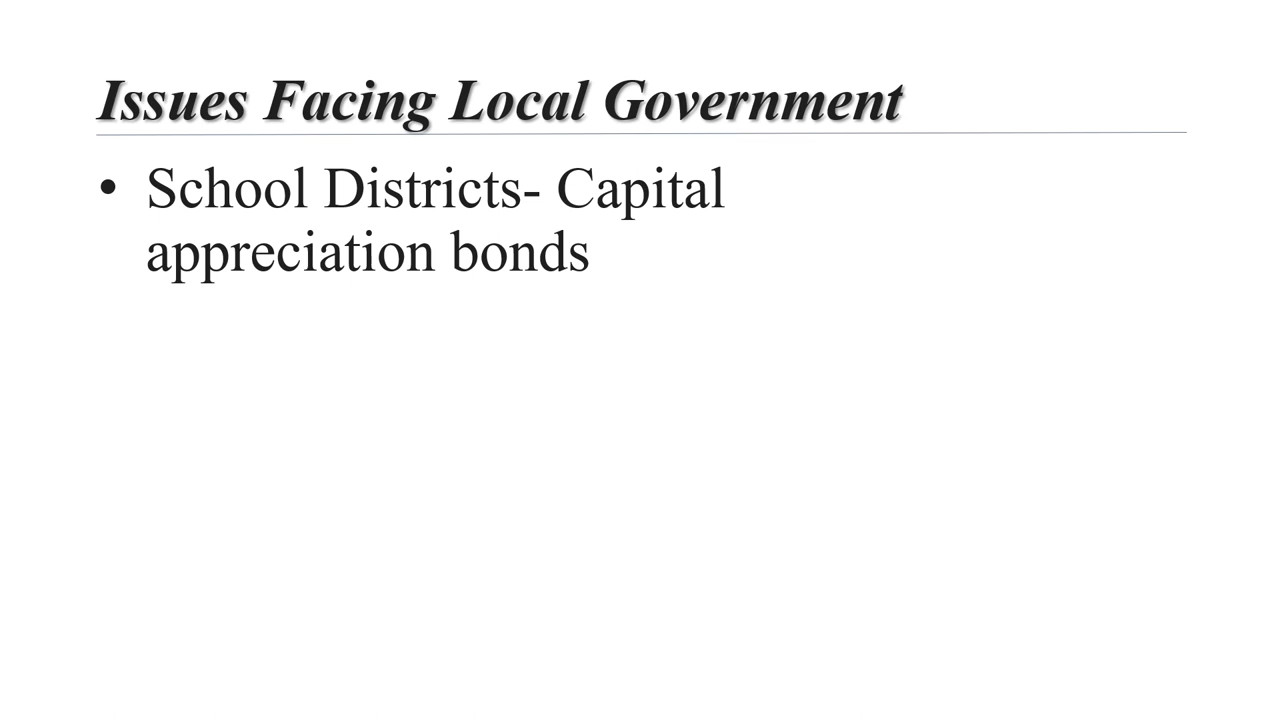 Issues Facing Local Government
• School Districts- Capital
appreciation bonds